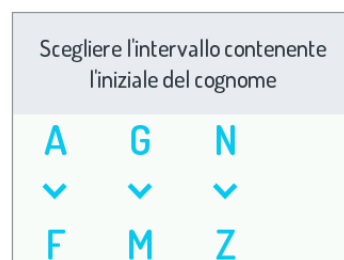 Scegliere l'intervallo contenente
l'iniziale del cognome
A G N
F M Z